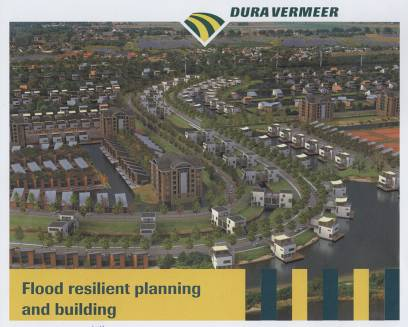 DURA VERMEER
Flood resilient planning
and building